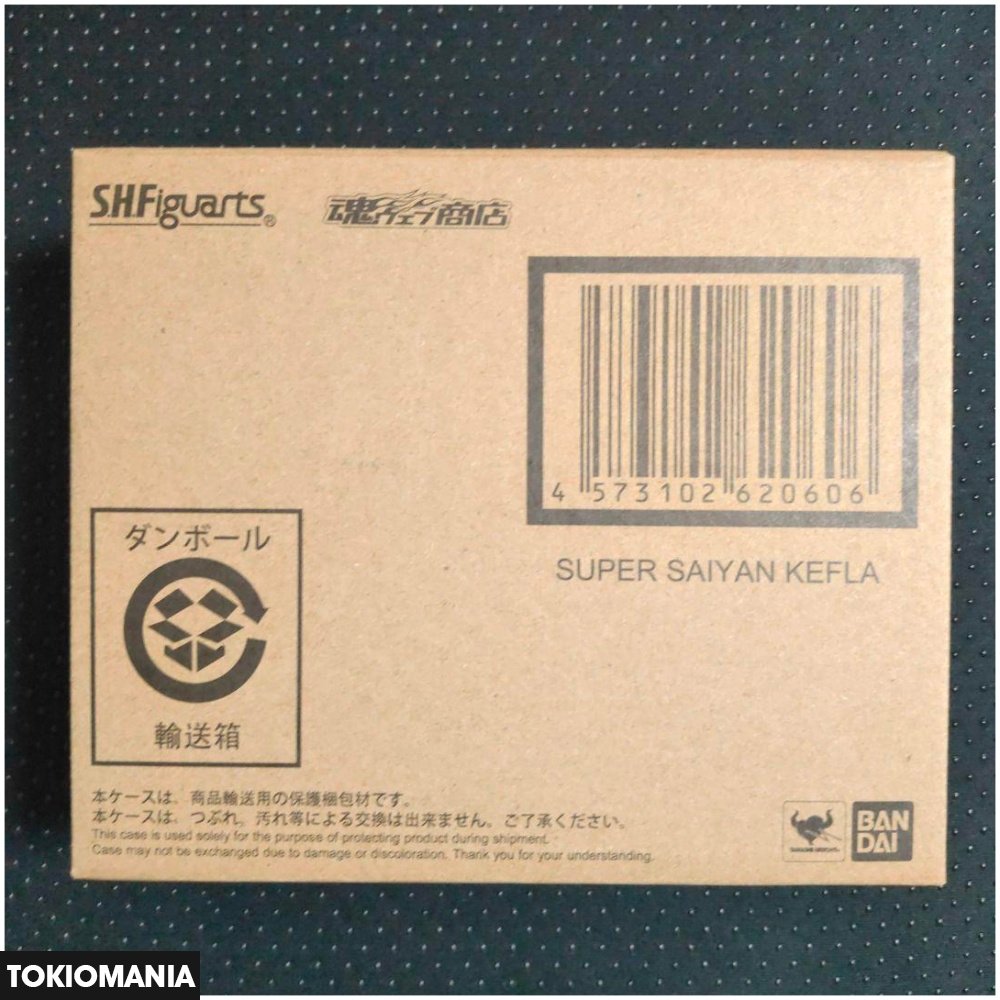 S.H.Figuarts®
魂ウェブ商店
4 573102 620606
SUPER SAIYAN KEFLA
ダンボール
輸送箱
本ケースは、商品輸送用の保護梱包材です。
本ケースは、つぶれ、汚れ等による交換は出来ません。ご了承ください。
This case is used solely for the purpose of protecting product during shipment.
Case may not be exchanged due to damage or discoloration. Thank you for your understanding.
BAN
DAI
TOKIOMANIA